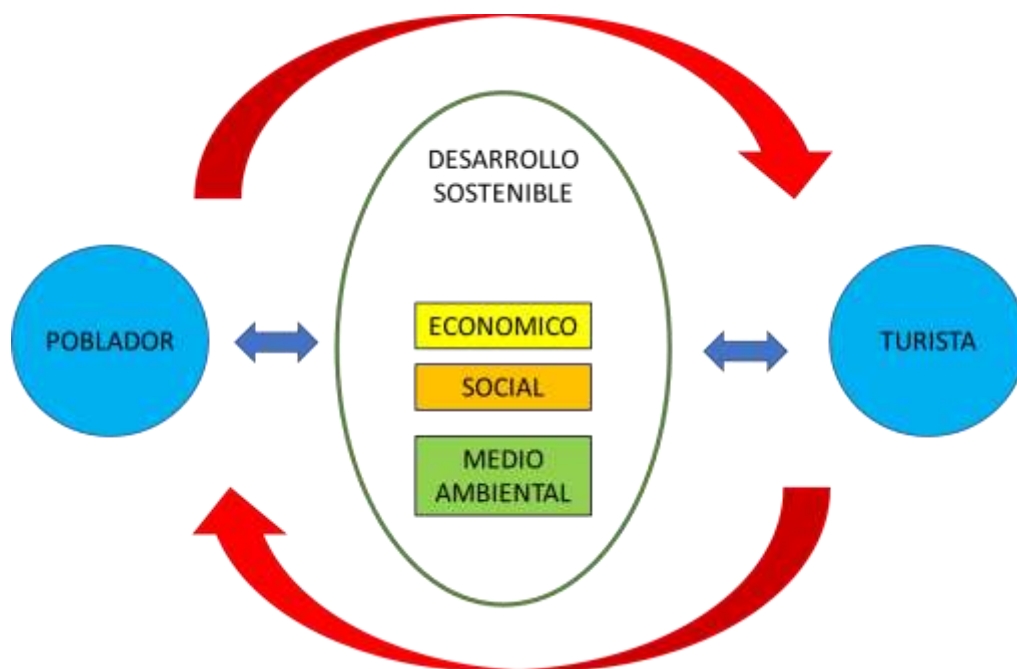 DESARROLLO
SOSTENIBLE
POBLADOR
ECONOMICO
SOCIAL
MEDIO
AMBIENTAL
TURISTA